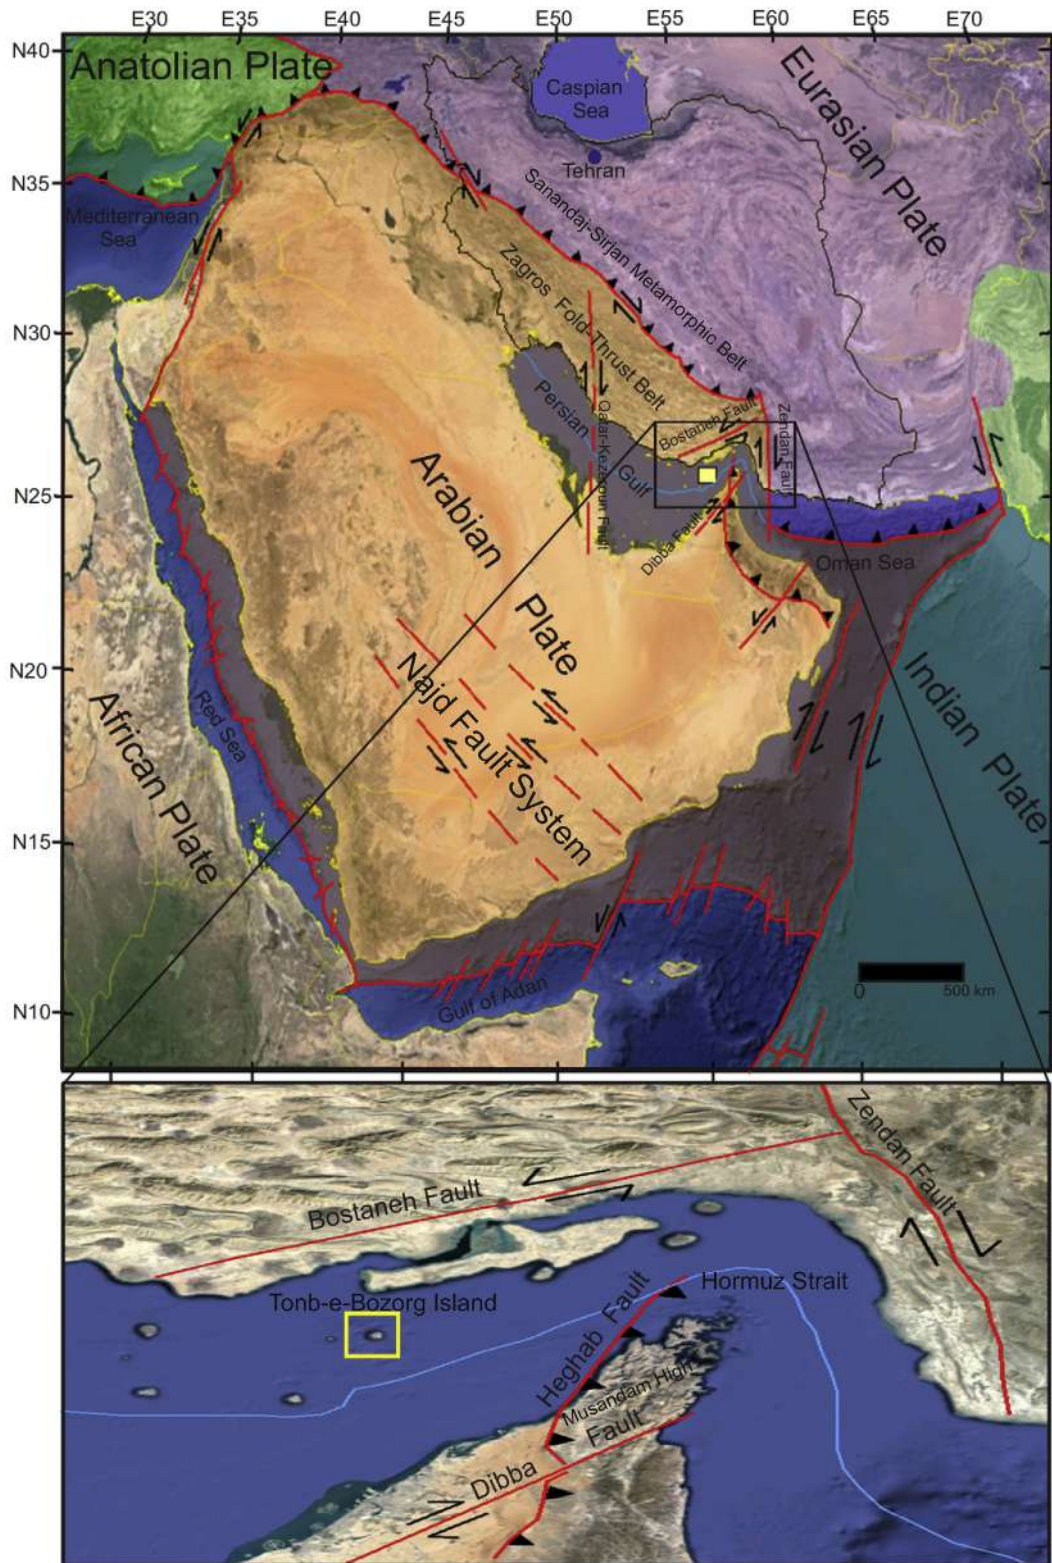 E30 E35 E40 E45 E50 E55 E60 E65 E70
N40
N35
N30
N25
N20
N15
N10
Anatolian Plate
Eurasian Plate
Caspian
Sea
Tehran
Mediterranean
Sea
Sanandaj-Sirjan Metamorphic Belt
Zagros Fold-Thrust Belt
Persian Gulf
Qatar-Kezeroun Fault
Bostaneh Fault
Zendan Fault
Dibba Fault
Oman Sea
Arabian Plate
Najd Fault System
Red Sea
African Plate
Indian Plate
Gulf of Adan
0 500 km
Zendan Fault
Bostaneh Fault
Hormuz Strait
Tonb-e-Bozorg Island
Heghab Fault
Musandam High
Dibba Fault